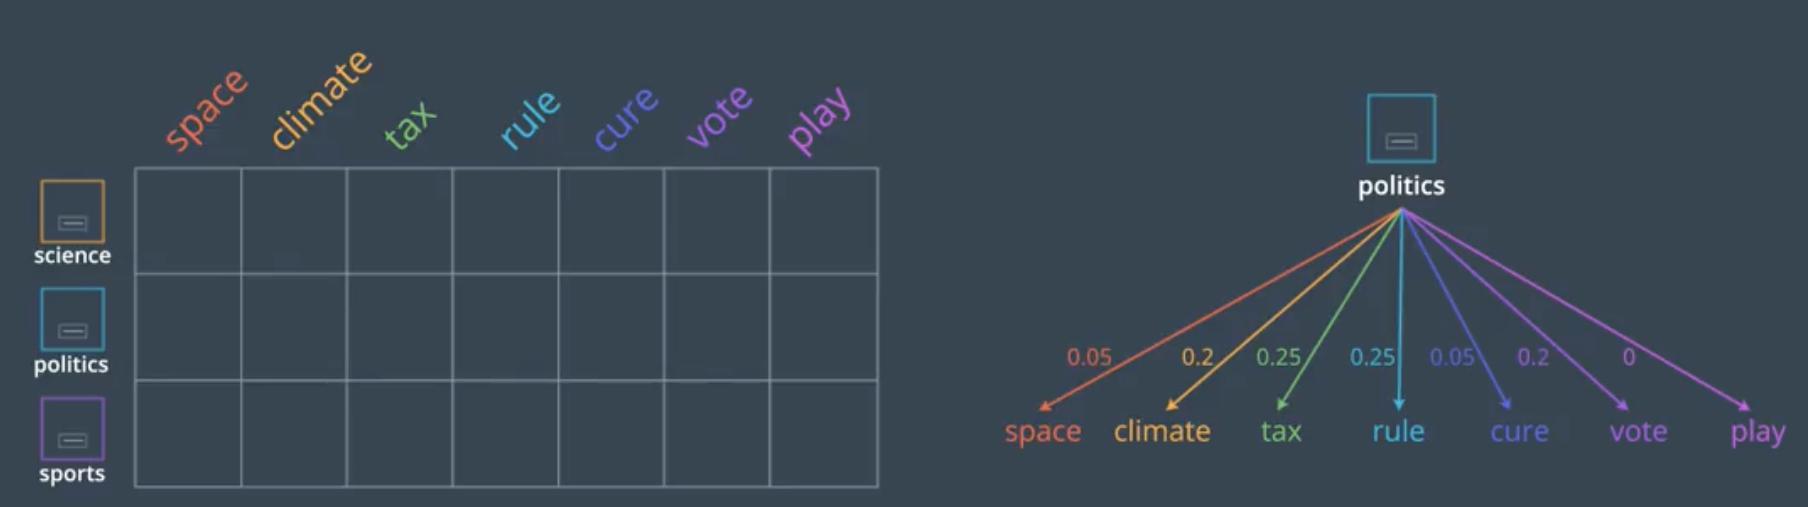 space climate tax rule cure vote play
science
politics
sports
politics
0.05 0.2 0.25 0.25 0.05 0.2 0
space climate tax rule cure vote play